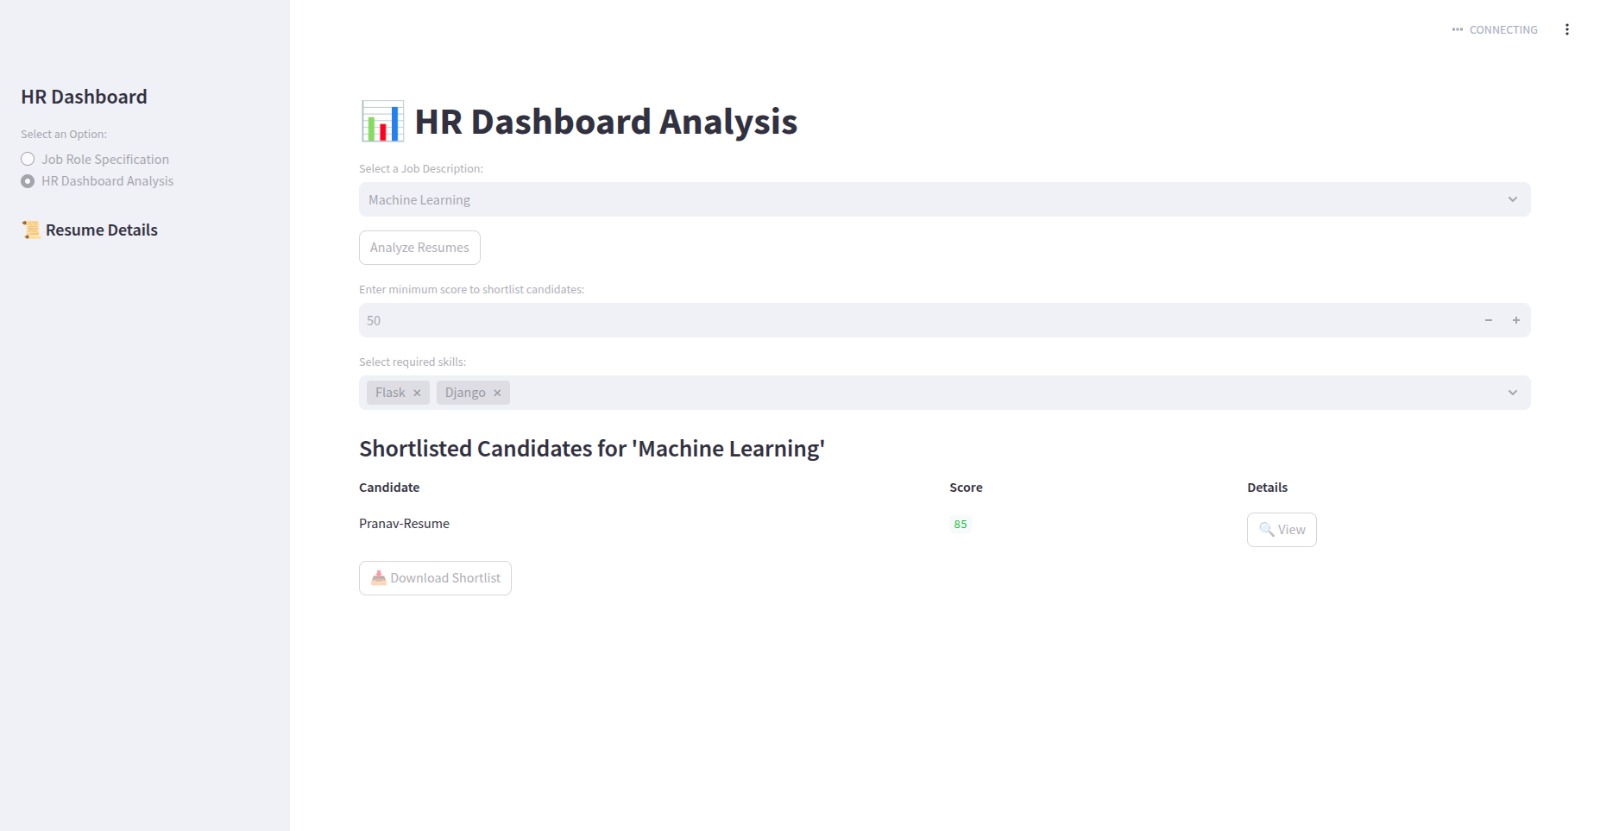 CONNECTING
HR Dashboard
Select an Option:
Job Role Specification
HR Dashboard Analysis
Resume Details
HR Dashboard Analysis
Select a Job Description:
Machine Learning
Analyze Resumes
Enter minimum score to shortlist candidates:
50
Select required skills:
Flask Django
Shortlisted Candidates for 'Machine Learning'
Candidate Score Details
Pranav-Resume 85 View
Download Shortlist